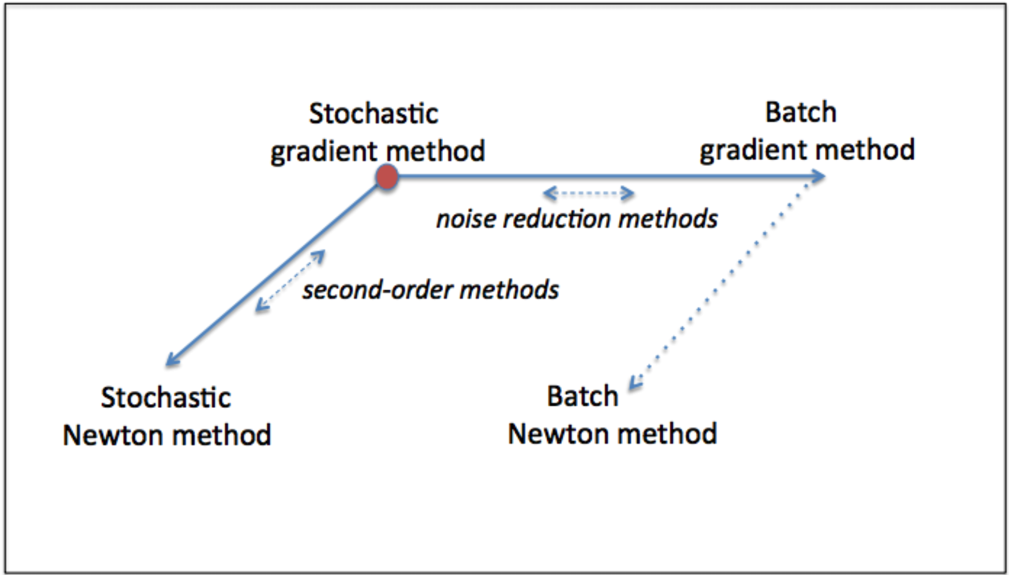 Stochastic
gradient method
Batch
gradient method
noise reduction methods
second-order methods
Stochastic
Newton method
Batch
Newton method